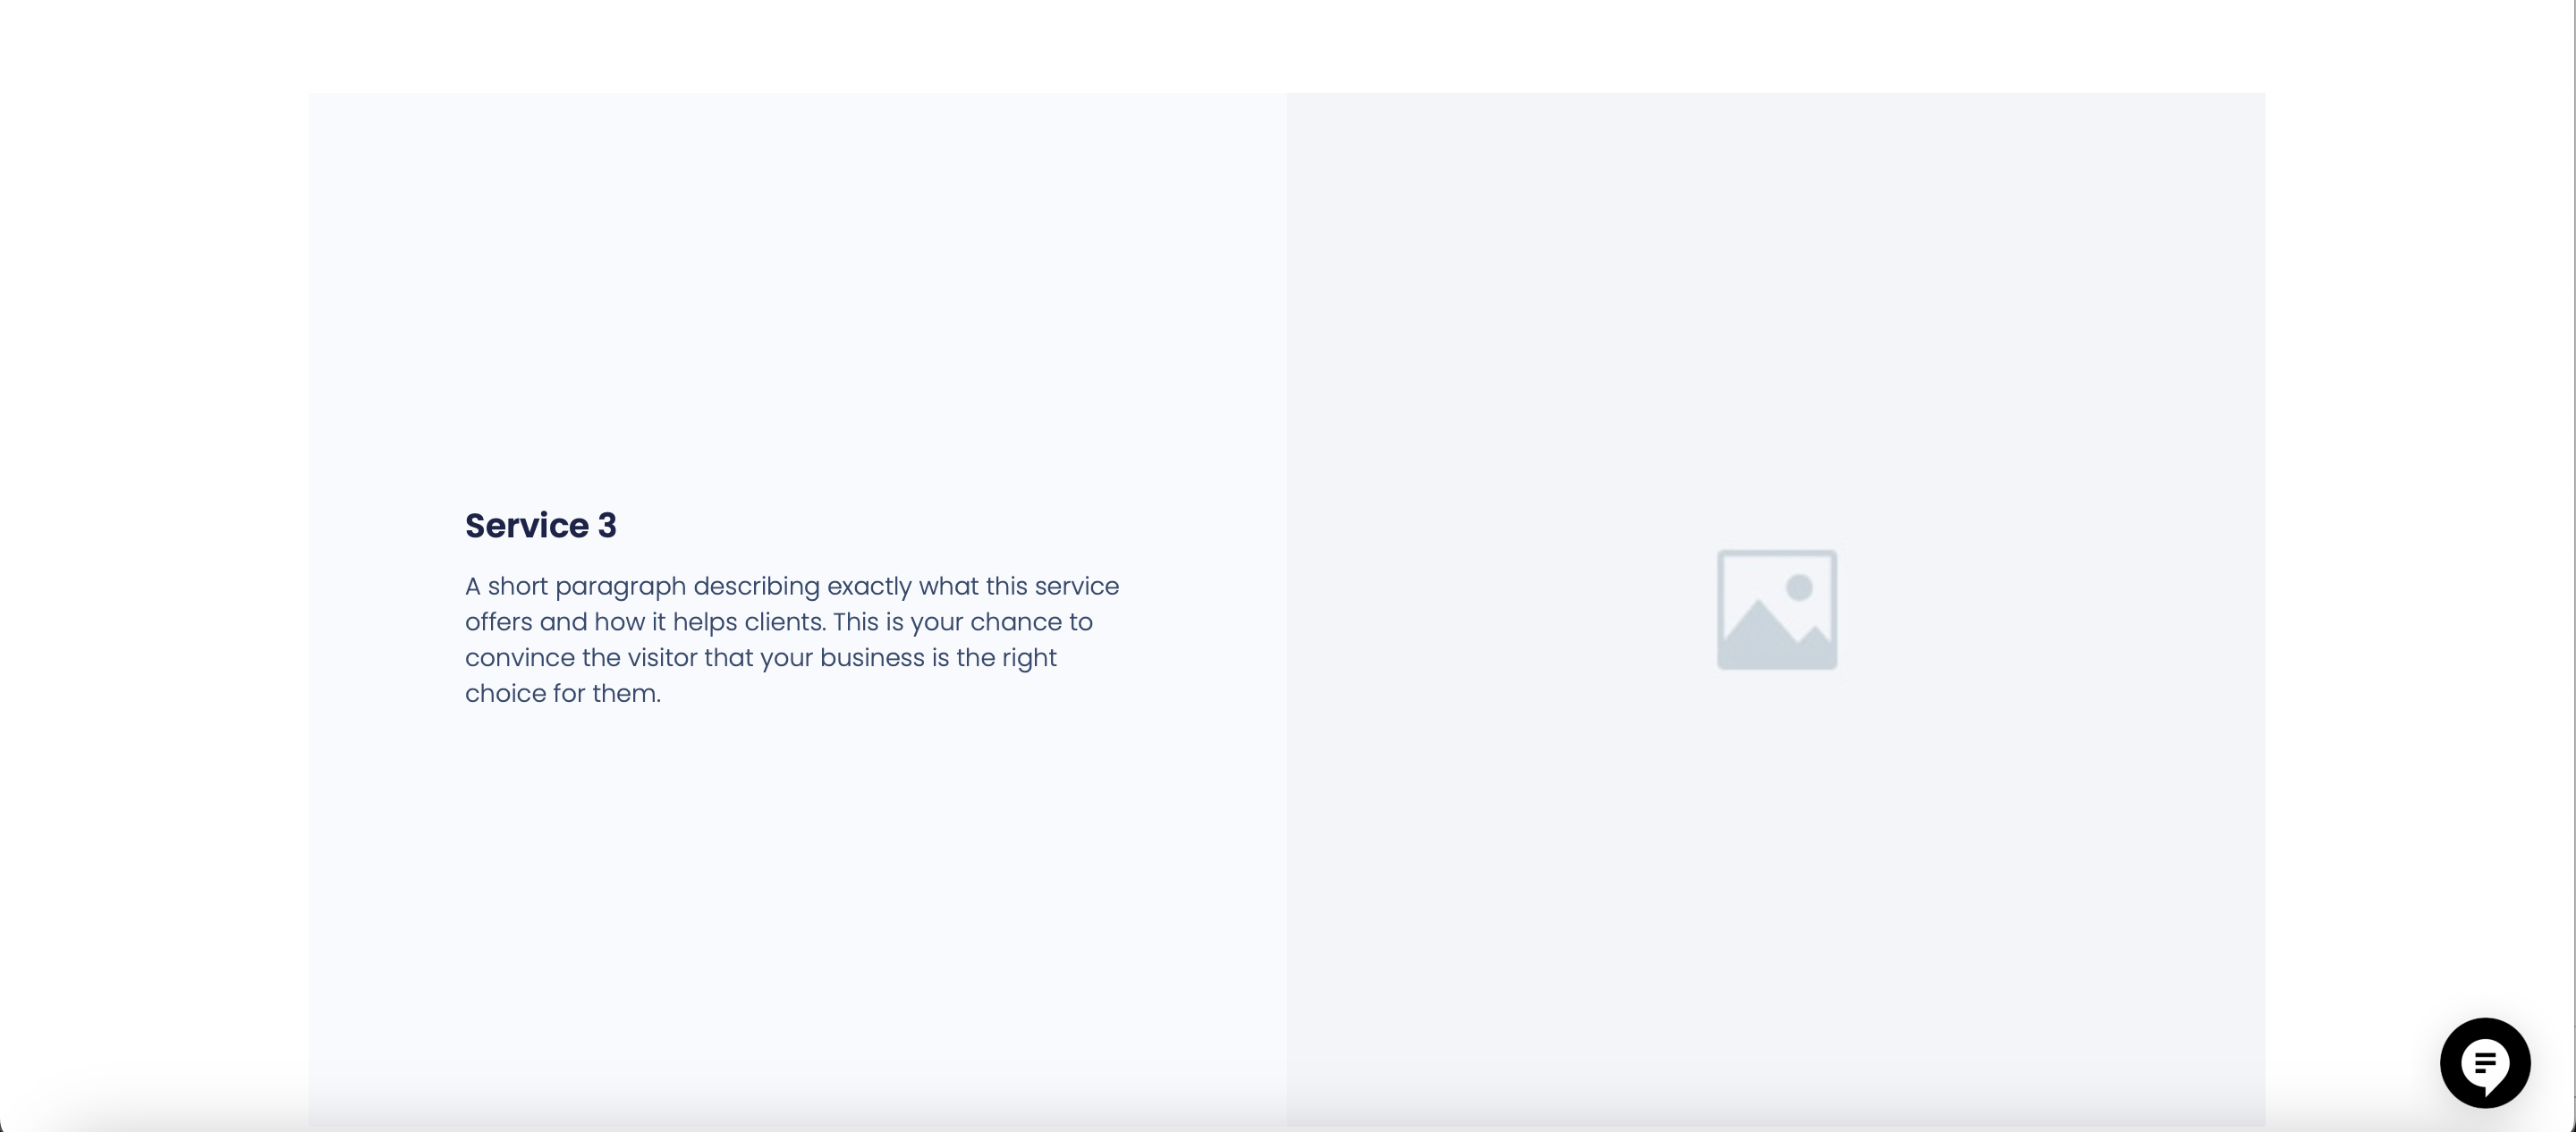 Service 3
A short paragraph describing exactly what this service
offers and how it helps clients. This is your chance to
convince the visitor that your business is the right
choice for them.